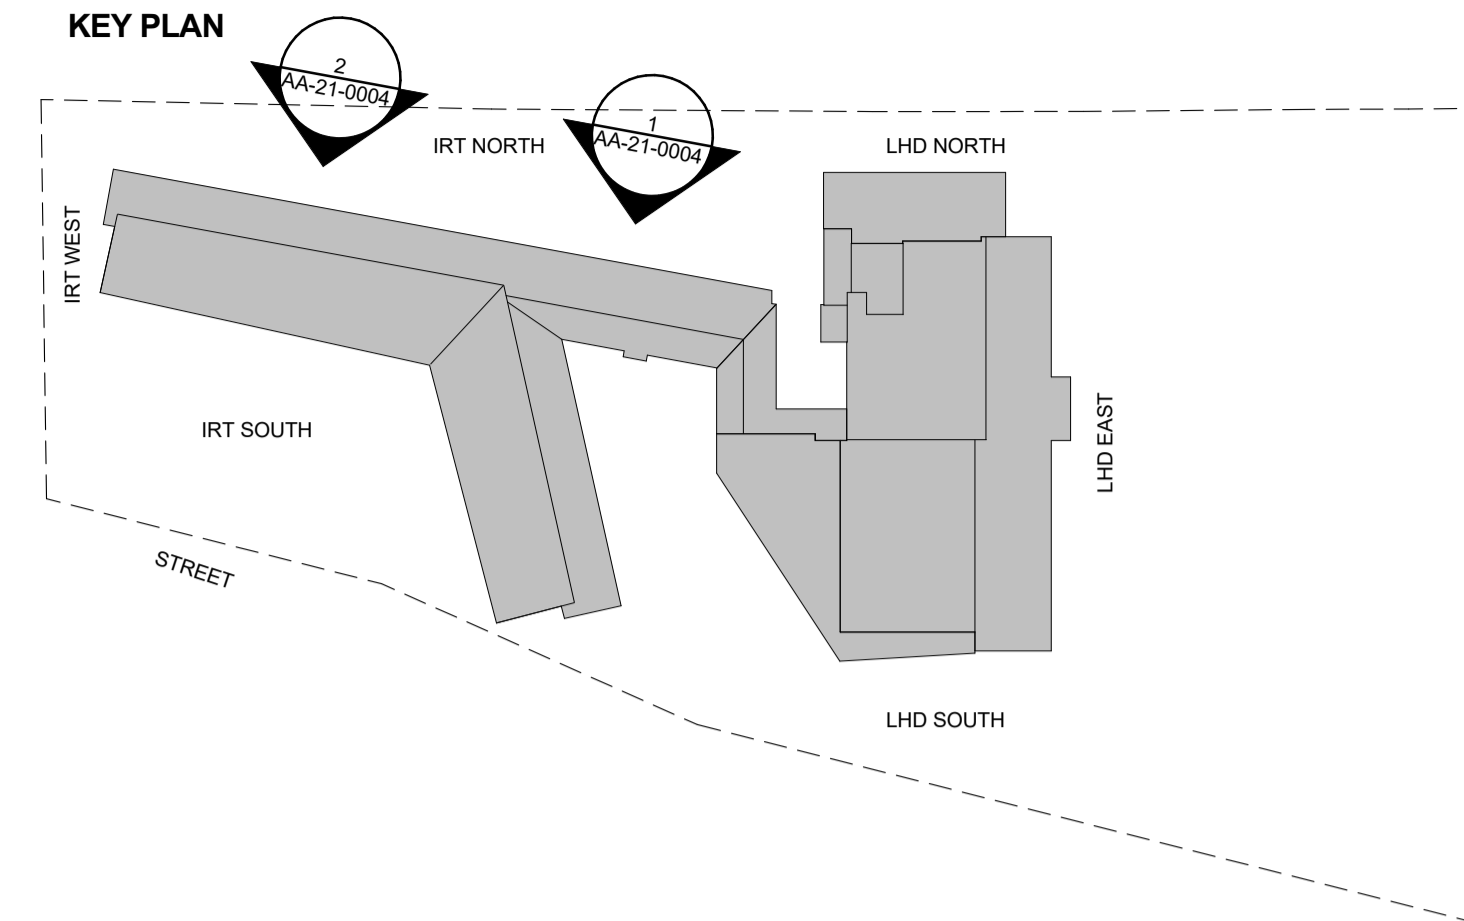 KEY PLAN
2
AA-21-0004
1
AA-21-0004
IRT NORTH
LHD NORTH
IRT WEST
IRT SOUTH
LHD EAST
STREET
LHD SOUTH